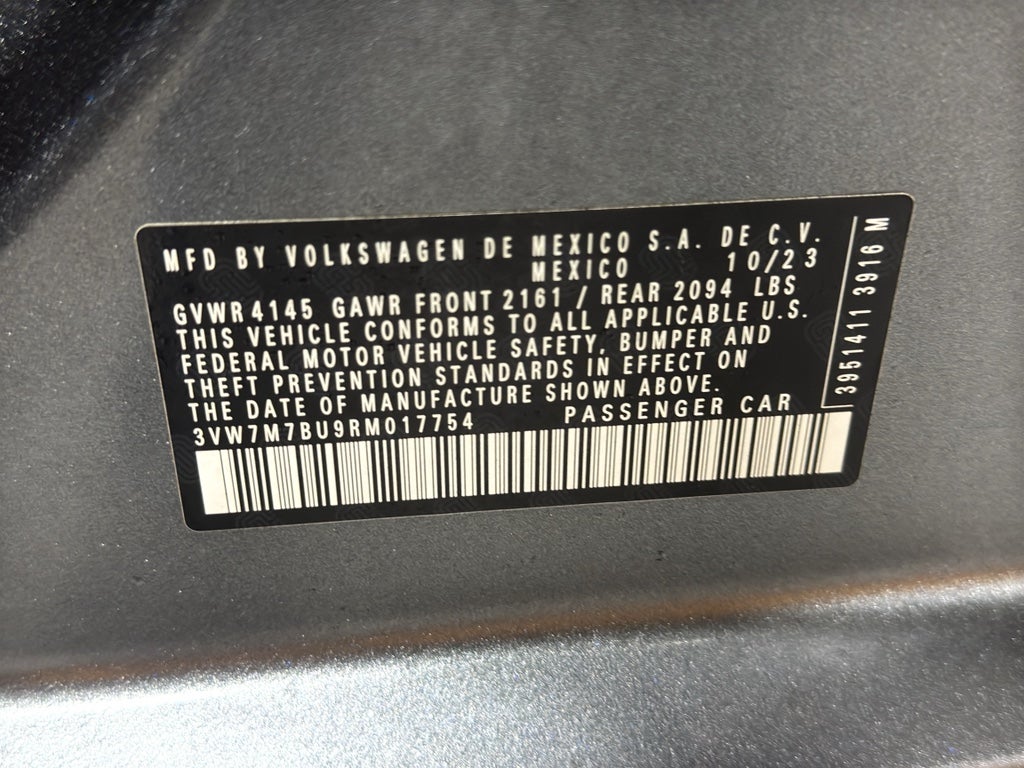 MFD BY VOLKSWAGEN DE MEXICO S.A. DE C.V.
MEXICO 10/23
GVWR 4145 GAWR FRONT 2161 / REAR 2094 LBS
THIS VEHICLE CONFORMS TO ALL APPLICABLE U.S.
FEDERAL MOTOR VEHICLE SAFETY, BUMPER AND
THEFT PREVENTION STANDARDS IN EFFECT ON
THE DATE OF MANUFACTURE SHOWN ABOVE.
3VW7M7BU9RM017754 PASSENGER CAR
3951411 3916 M